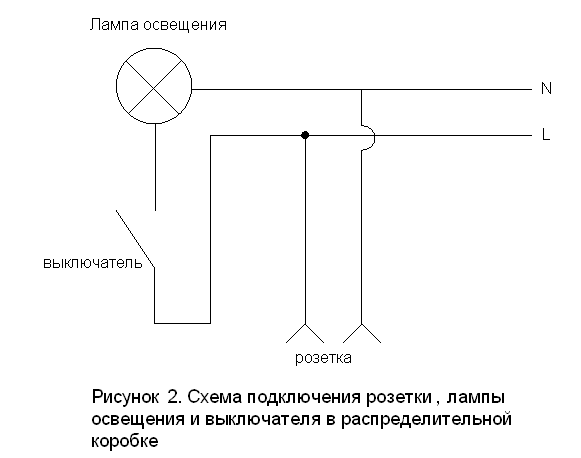 Лампа освещения
N
L
выключатель
розетка
Рисунок 2. Схема подключения розетки , лампы
освещения и выключателя в распределительной
коробке